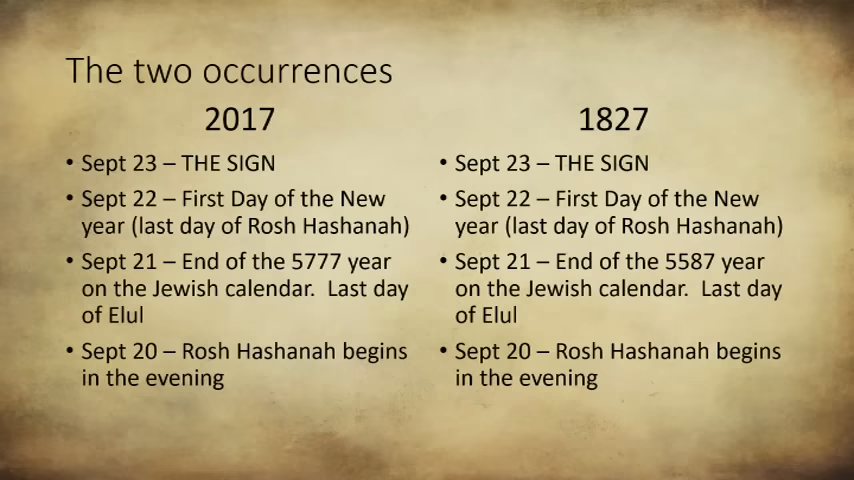 The two occurrences
2017
• Sept 23 – THE SIGN
• Sept 22 – First Day of the New
year (last day of Rosh Hashanah)
• Sept 21 – End of the 5777 year
on the Jewish calendar.  Last day
of Elul
• Sept 20 – Rosh Hashanah begins
in the evening
1827
• Sept 23 – THE SIGN
• Sept 22 – First Day of the New
year (last day of Rosh Hashanah)
• Sept 21 – End of the 5587 year
on the Jewish calendar.  Last day
of Elul
• Sept 20 – Rosh Hashanah begins
in the evening